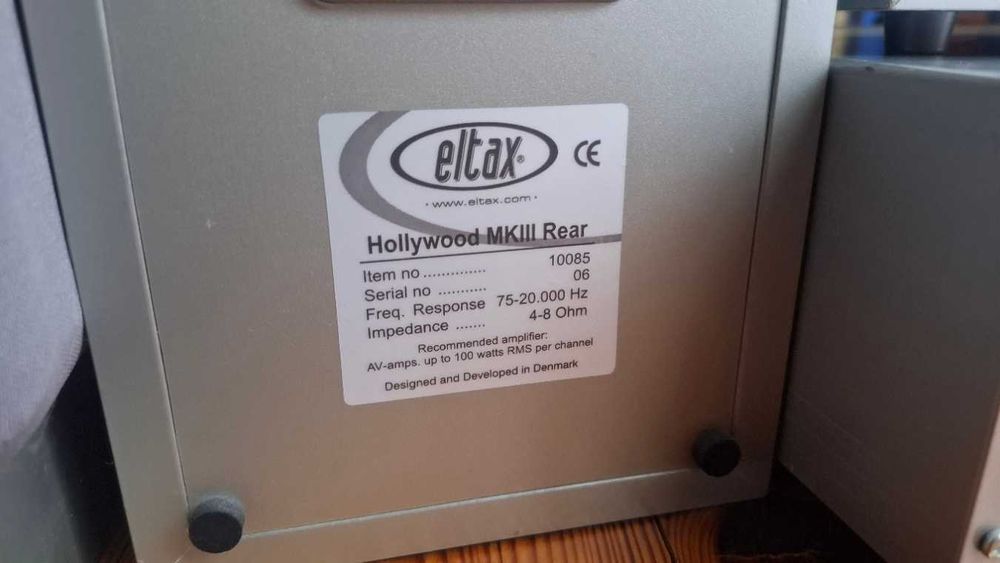 eltax®
CE
· www.eltax.com ·
Hollywood MKIII Rear
Item no .............. 10085
Serial no ........... 06
Freq. Response 75-20.000 Hz
Impedance ....... 4-8 Ohm
Recommended amplifier:
AV-amps. up to 100 watts RMS per channel
Designed and Developed in Denmark